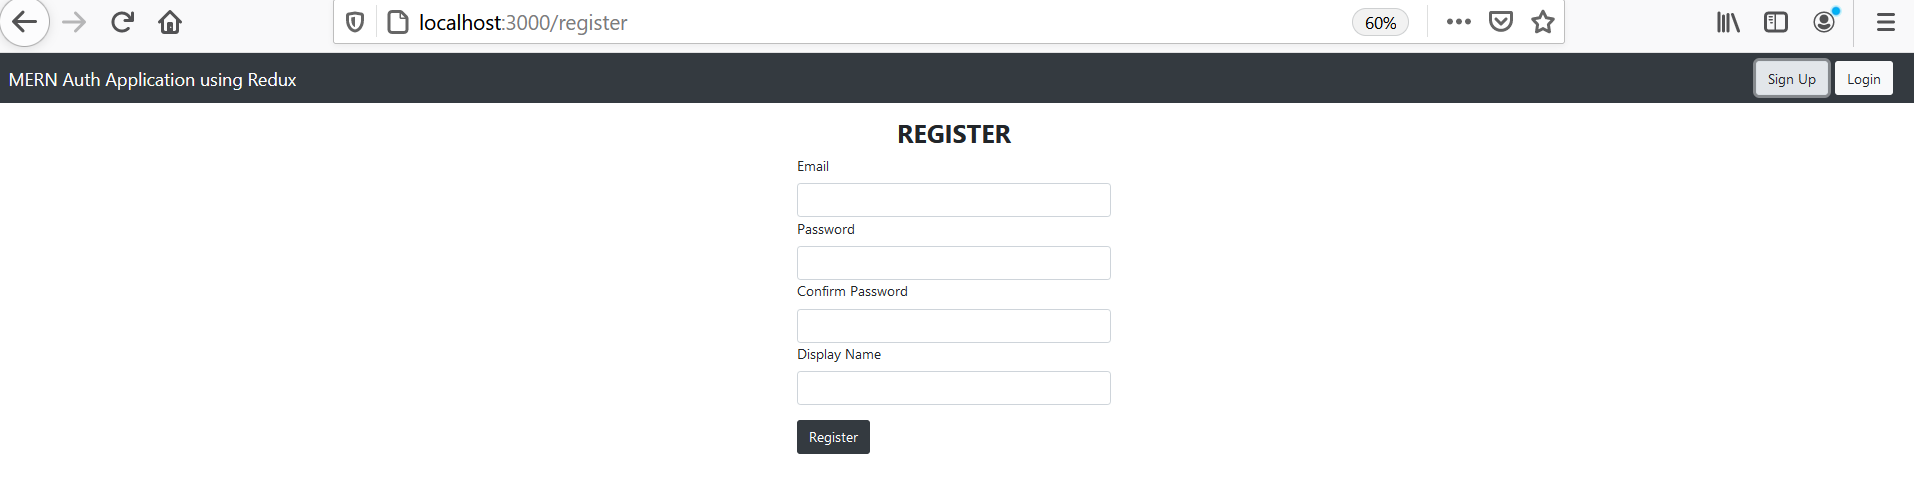 localhost:3000/register
60%
MERN Auth Application using Redux
Sign Up
Login
REGISTER
Email
Password
Confirm Password
Display Name
Register